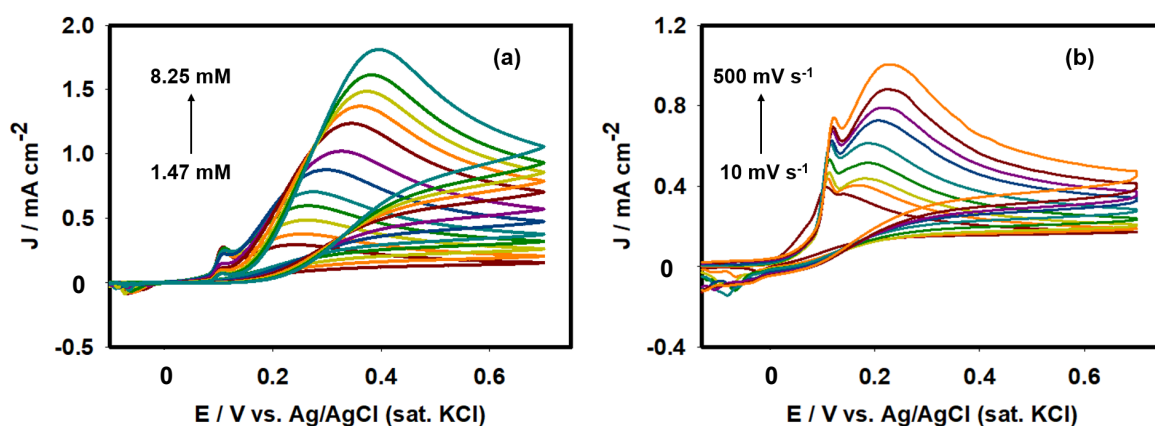 (a)
2.0
1.5
1.0
0.5
0
-0.5
J / mA cm-2
8.25 mM
1.47 mM
0
0.2
0.4
0.6
E / V vs. Ag/AgCl (sat. KCl)
(b)
1.2
0.8
0.4
0
-0.4
J / mA cm-2
500 mV s-1
10 mV s-1
0
0.2
0.4
0.6
E / V vs. Ag/AgCl (sat. KCl)